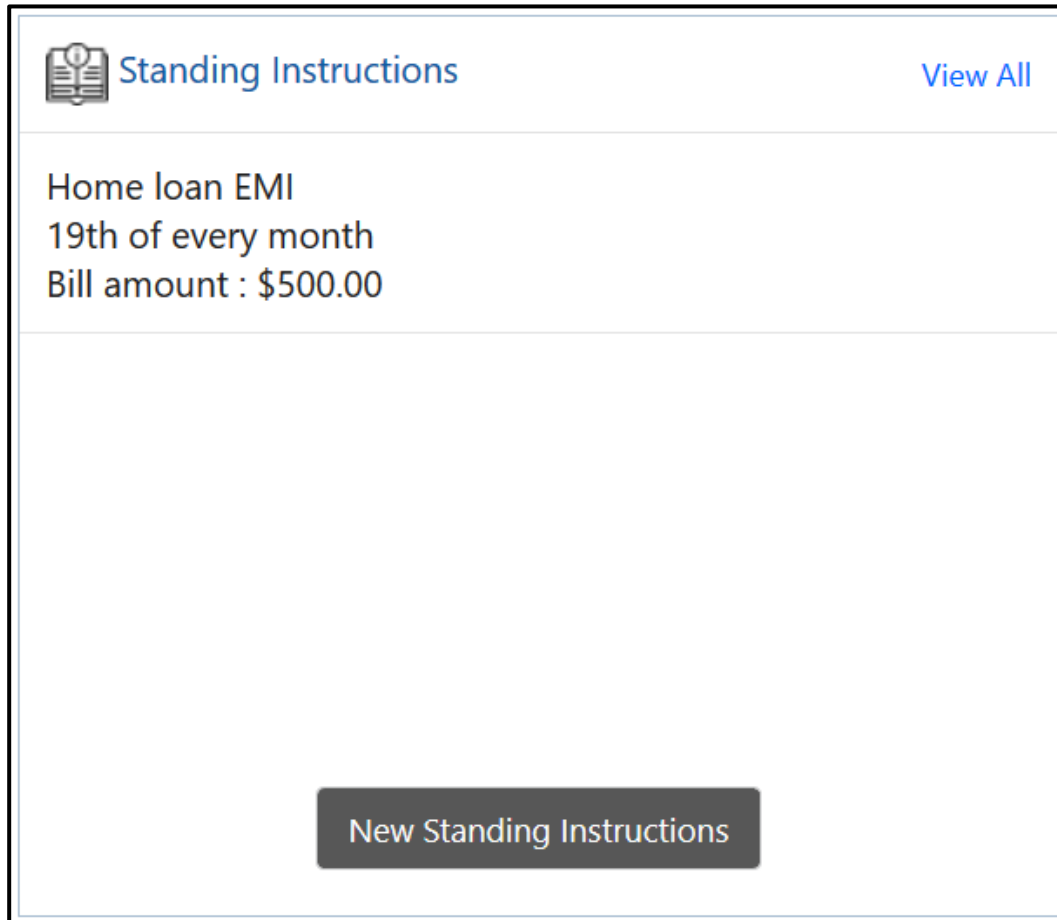 Standing Instructions
View All
Home loan EMI
19th of every month
Bill amount : $500.00
New Standing Instructions